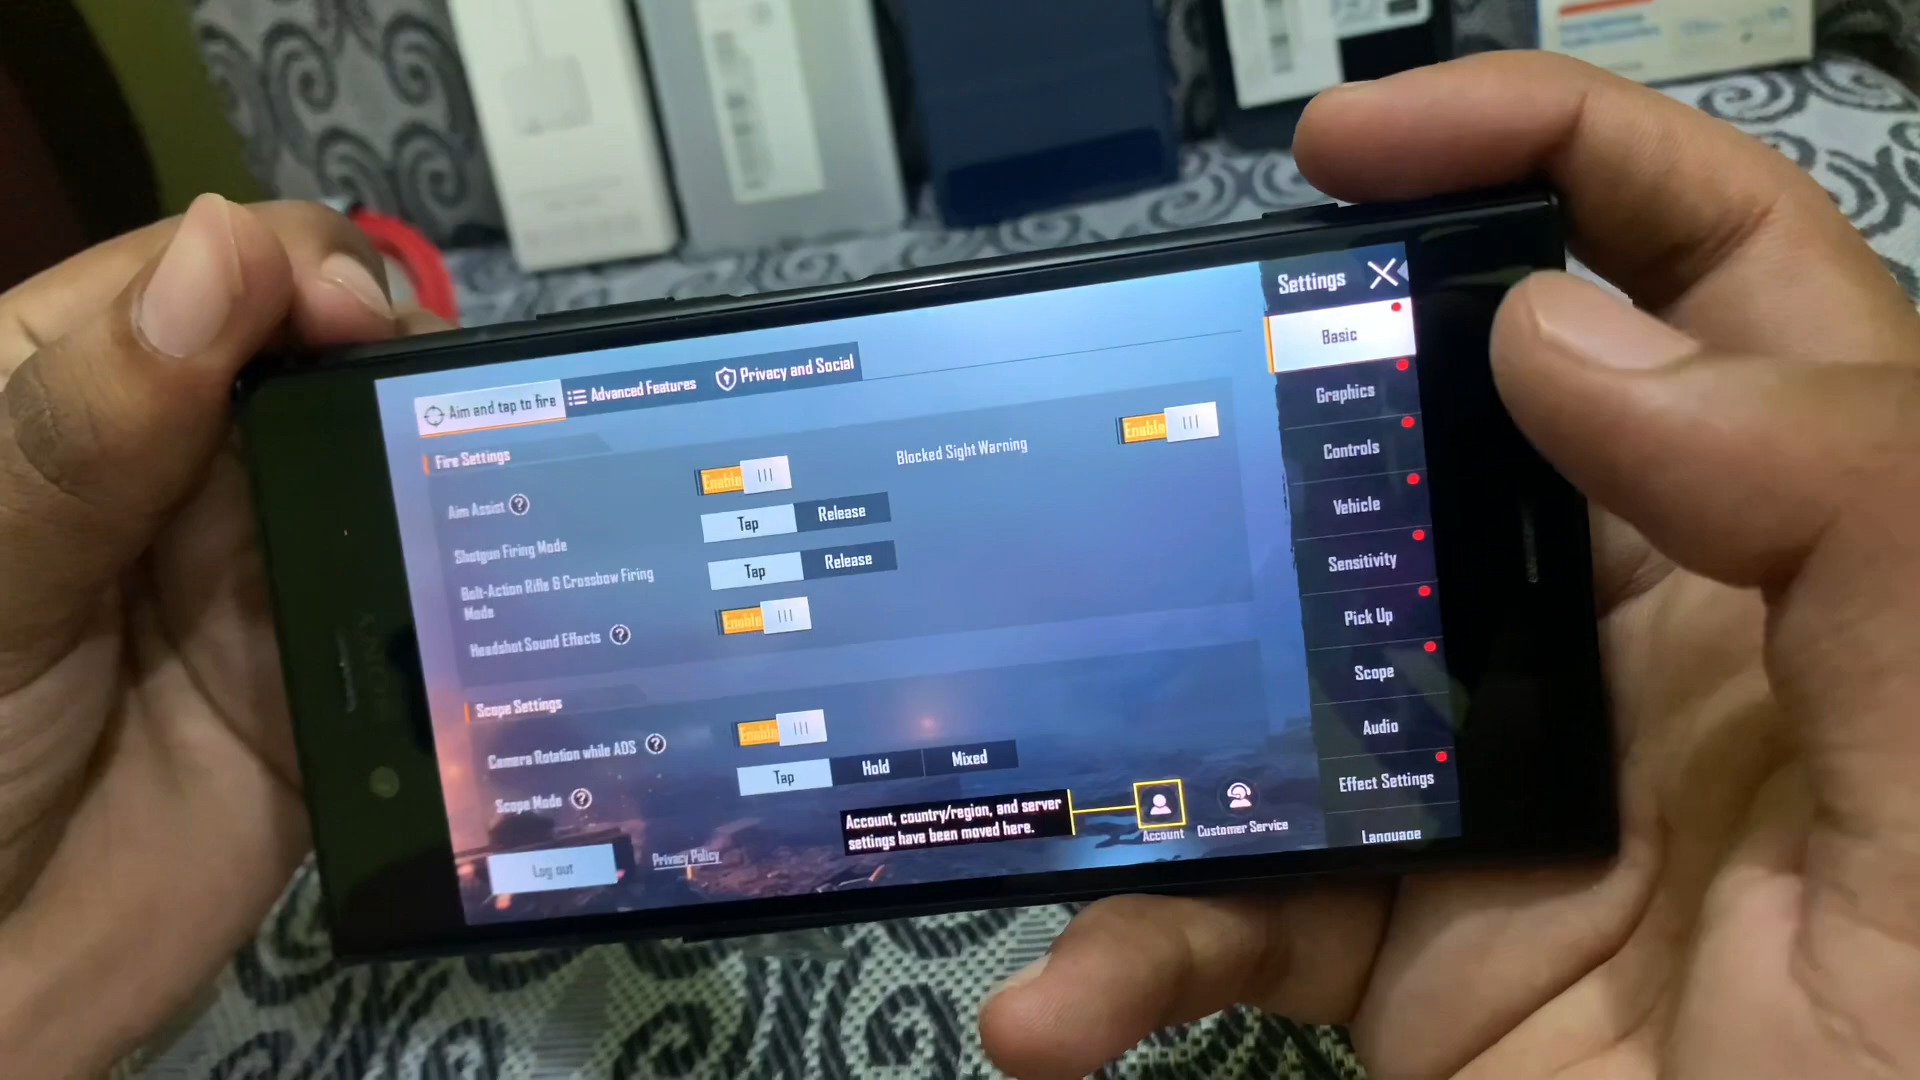 Settings
Basic
Graphics
Controls
Vehicle
Sensitivity
Pick Up
Scope
Audio
Effect Settings
Language
Aim and tap to fire
Advanced Features
Privacy and Social
Fire Settings
Aim Assist ?
Enable
Blocked Sight Warning
Enable
Shotgun Firing Mode
Tap
Release
Bolt-Action Rifle & Crossbow Firing
Mode
Tap
Release
Headshot Sound Effects ?
Enable
Scope Settings
Camera Rotation while ADS ?
Enable
Scope Mode ?
Tap
Hold
Mixed
Account, country/region, and server
settings have been moved here.
Account
Customer Service
Log out
Privacy Policy